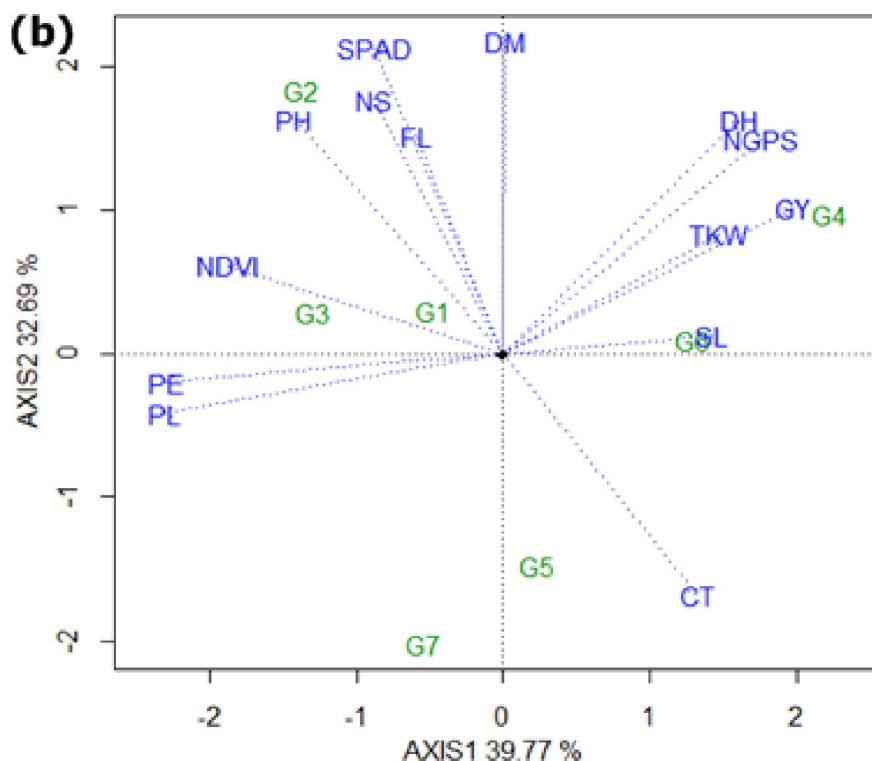 (b)
SPAD
DM
2
G2
NS
PH
FL
DH
NGPS
1
GY
G4
TKW
NDVI
G3
G1
SL
0
PE
PL
-1
G5
CT
-2
G7
-2 -1 0 1 2
AXIS1 39.77 %
AXIS2 32.69 %